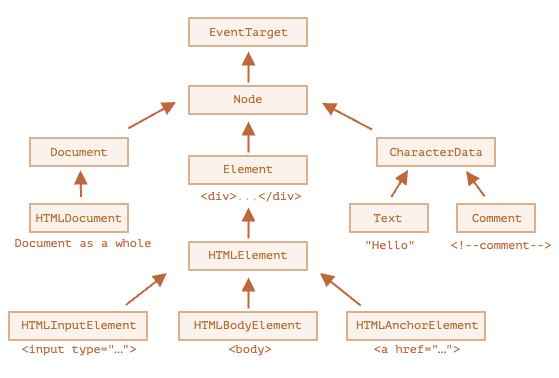 EventTarget
Node
Document
Element
CharacterData
<div>...</div>
HTMLDocument
Text
Comment
Document as a whole
"Hello"
<!--comment-->
HTMLElement
HTMLInputElement
HTMLBodyElement
HTMLAnchorElement
<input type="…">
<body>
<a href="…">